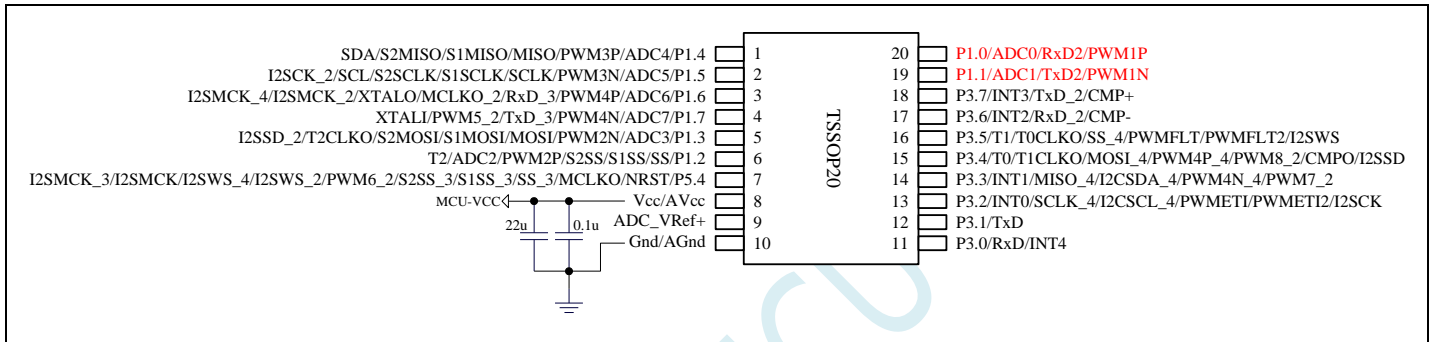 SDA/S2MISO/S1MISO/MISO/PWM3P/ADC4/P1.4 1 20 P1.0/ADC0/RxD2/PWM1P
I2SCK_2/SCL/S2SCLK/S1SCLK/SCLK/PWM3N/ADC5/P1.5 2 19 P1.1/ADC1/TxD2/PWM1N
I2SMCK_4/I2SMCK_2/XTALO/MCLKO_2/RxD_3/PWM4P/ADC6/P1.6 3 18 P3.7/INT3/TxD_2/CMP+
XTALI/PWM5_2/TxD_3/PWM4N/ADC7/P1.7 4 17 P3.6/INT2/RxD_2/CMP-
I2SSD_2/T2CLKO/S2MOSI/S1MOSI/MOSI/PWM2N/ADC3/P1.3 5 16 P3.5/T1/T0CLKO/SS_4/PWMFLT/PWMFLT2/I2SWS
T2/ADC2/PWM2P/S2SS/S1SS/SS/P1.2 6 15 P3.4/T0/T1CLKO/MOSI_4/PWM4P_4/PWM8_2/CMPO/I2SSD
I2SMCK_3/I2SMCK/I2SWS_4/I2SWS_2/PWM6_2/S2SS_3/S1SS_3/SS_3/MCLKO/NRST/P5.4 7 14 P3.3/INT1/MISO_4/I2CSDA_4/PWM4N_4/PWM7_2
MCU-VCC Vcc/AVcc 8 13 P3.2/INT0/SCLK_4/I2CSCL_4/PWMETI/PWMETI2/I2SCK
22u 0.1u ADC_VRef+ 9 12 P3.1/TxD
Gnd/AGnd 10 11 P3.0/RxD/INT4
TSSOP20